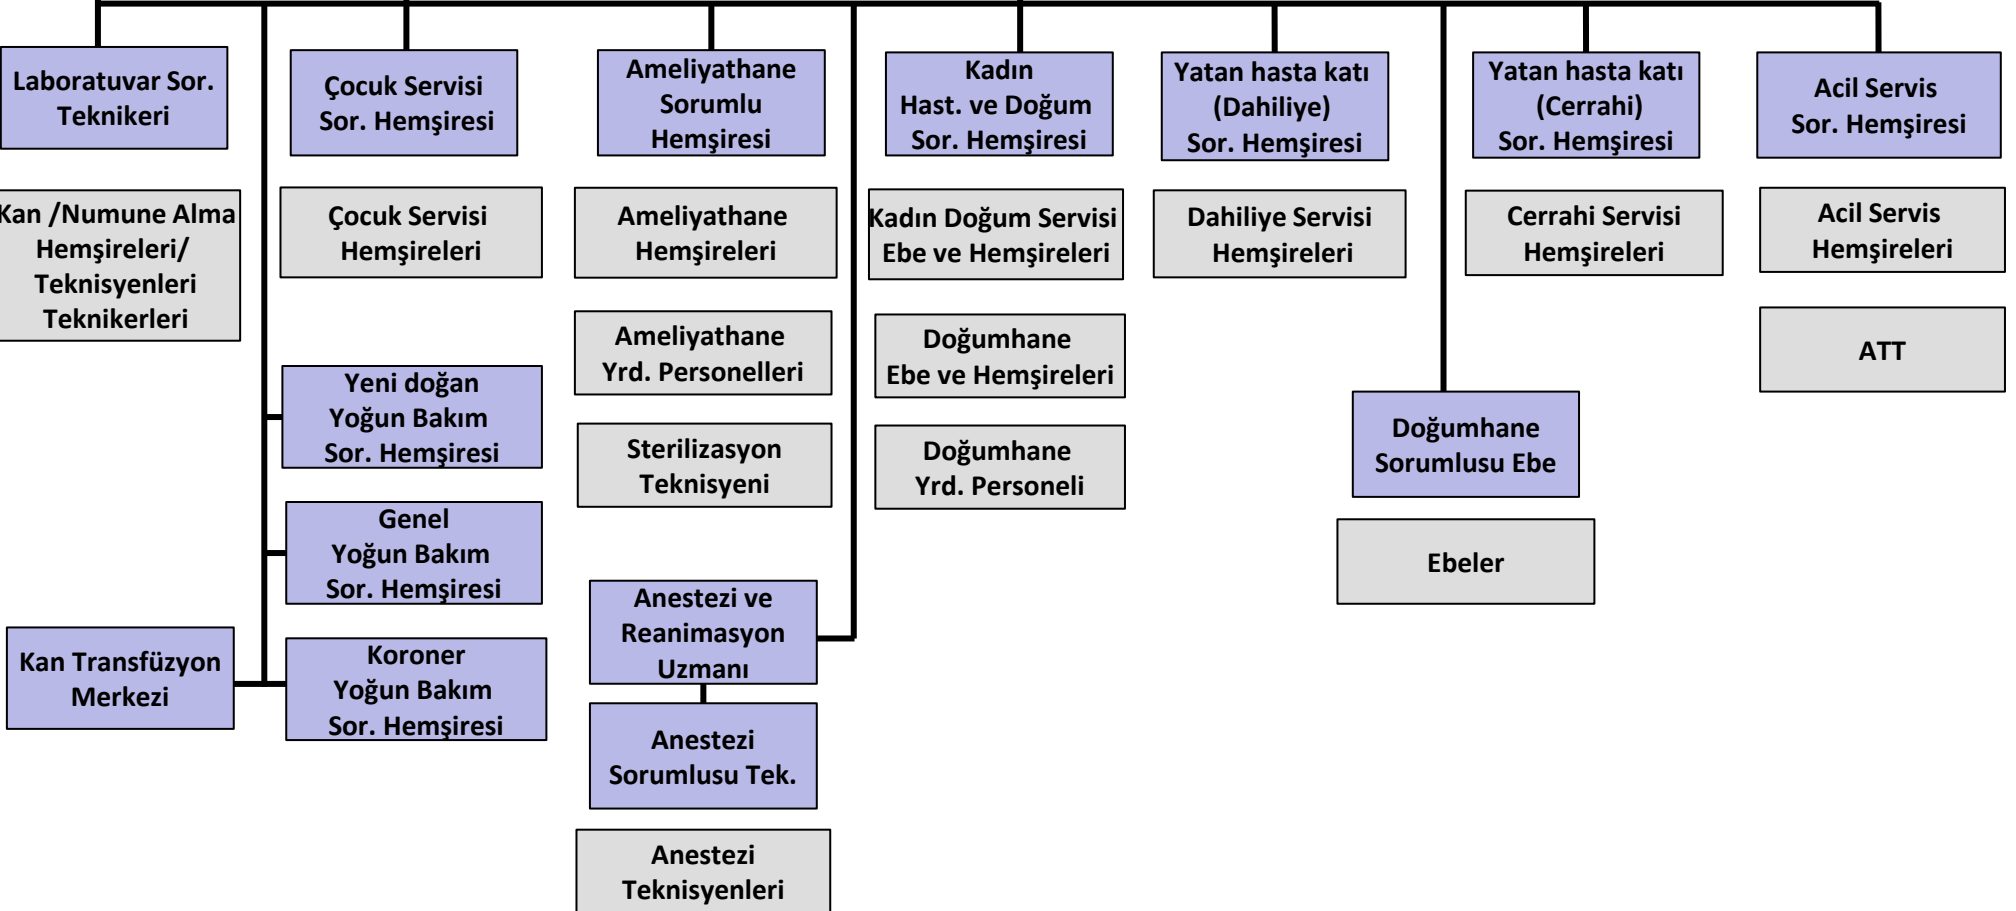 Laboratuvar Sor.
Teknikeri
Çocuk Servisi
Sor. Hemşiresi
Ameliyathane
Sorumlu
Hemşiresi
Kadın
Hast. ve Doğum
Sor. Hemşiresi
Yatan hasta katı
(Dahiliye)
Sor. Hemşiresi
Yatan hasta katı
(Cerrahi)
Sor. Hemşiresi
Acil Servis
Sor. Hemşiresi
Kan /Numune Alma
Hemşireleri/
Teknisyenleri
Teknikerleri
Çocuk Servisi
Hemşireleri
Ameliyathane
Hemşireleri
Kadın Doğum Servisi
Ebe ve Hemşireleri
Dahiliye Servisi
Hemşireleri
Cerrahi Servisi
Hemşireleri
Acil Servis
Hemşireleri
Ameliyathane
Yrd. Personelleri
Doğumhane
Ebe ve Hemşireleri
ATT
Yeni doğan
Yoğun Bakım
Sor. Hemşiresi
Sterilizasyon
Teknisyeni
Doğumhane
Yrd. Personeli
Doğumhane
Sorumlusu Ebe
Genel
Yoğun Bakım
Sor. Hemşiresi
Ebeler
Anestezi ve
Reanimasyon
Uzmanı
Kan Transfüzyon
Merkezi
Koroner
Yoğun Bakım
Sor. Hemşiresi
Anestezi
Sorumlusu Tek.
Anestezi
Teknisyenleri